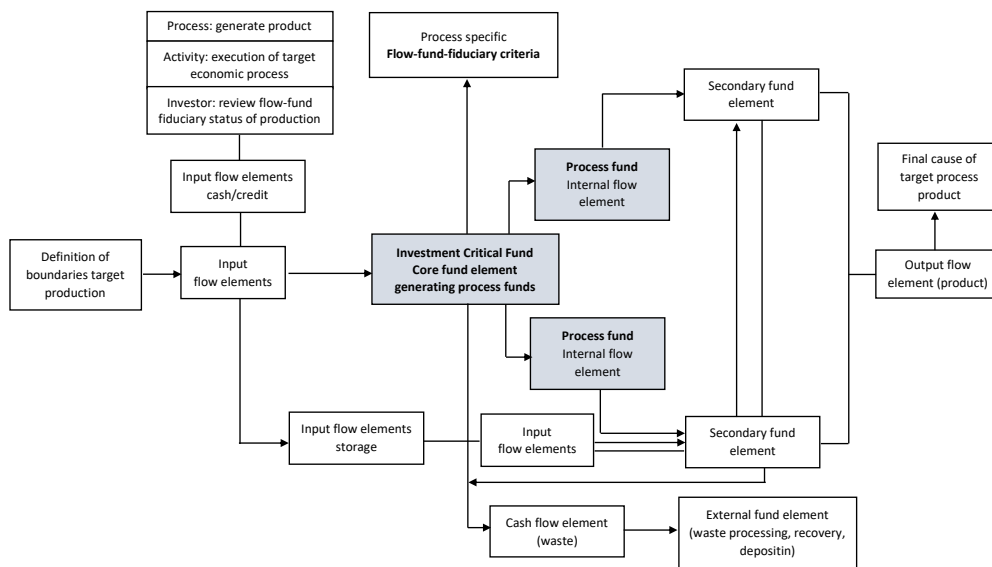 Process: generate product
Activity: execution of target
economic process
Investor: review flow-fund
fiduciary status of production
Input flow elements
cash/credit
Definition of
boundaries target
production
Input
flow elements
Process specific
Flow-fund-fiduciary criteria
Investment Critical Fund
Core fund element
generating process funds
Process fund
Internal flow
element
Process fund
Internal flow
element
Secondary fund
element
Final cause of
target process
product
Output flow
element (product)
Input flow elements
storage
Input
flow elements
Secondary fund
element
Cash flow element
(waste)
External fund element
(waste processing, recovery,
depositin)